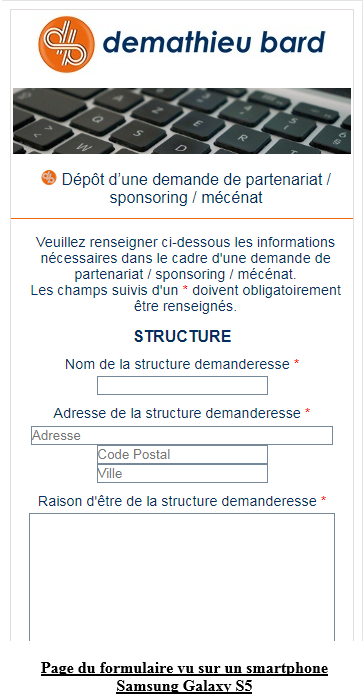 demathieu bard
Q
S
W
D
Dépôt d'une demande de partenariat /
sponsoring / mécénat
Veuillez renseigner ci-dessous les informations
nécessaires dans le cadre d'une demande de
partenariat / sponsoring / mécénat.
Les champs suivis d'un * doivent obligatoirement
être renseignés.
STRUCTURE
Nom de la structure demanderesse *
Adresse de la structure demanderesse *
Adresse
Code Postal
Ville
Raison d'être de la structure demanderesse *
Page du formulaire vu sur un smartphone
Samsung Galaxy S5